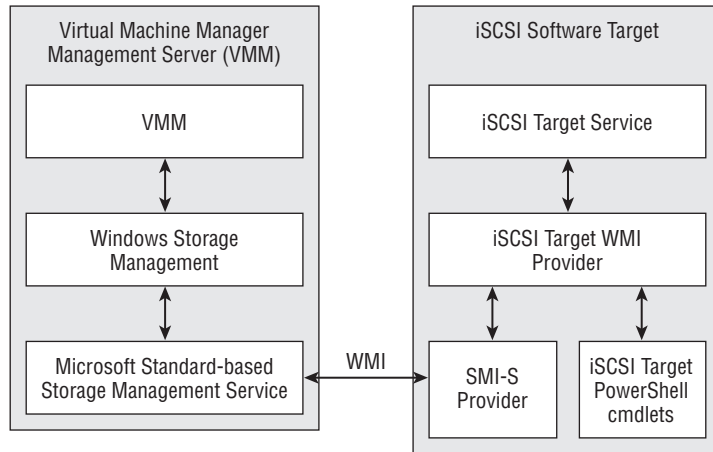 Virtual Machine Manager
Management Server (VMM)
VMM
Windows Storage
Management
Microsoft Standard-based
Storage Management Service
WMI
iSCSI Software Target
iSCSI Target Service
iSCSI Target WMI
Provider
SMI-S
Provider
iSCSI Target
PowerShell
cmdlets